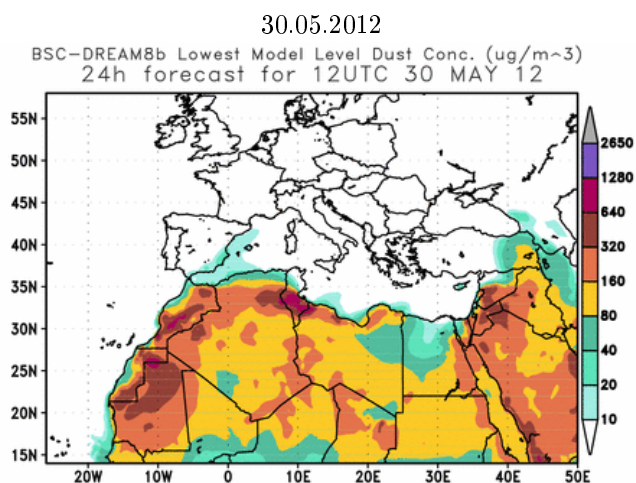 30.05.2012
BSC-DREAM8b Lowest Model Level Dust Conc. (ug/m^3)
24h forecast for 12UTC 30 MAY 12
55N
50N
45N
40N
35N
30N
25N
20N
15N
20W 10W 0 10E 20E 30E 40E 50E
2650
1280
640
320
160
80
40
20
10